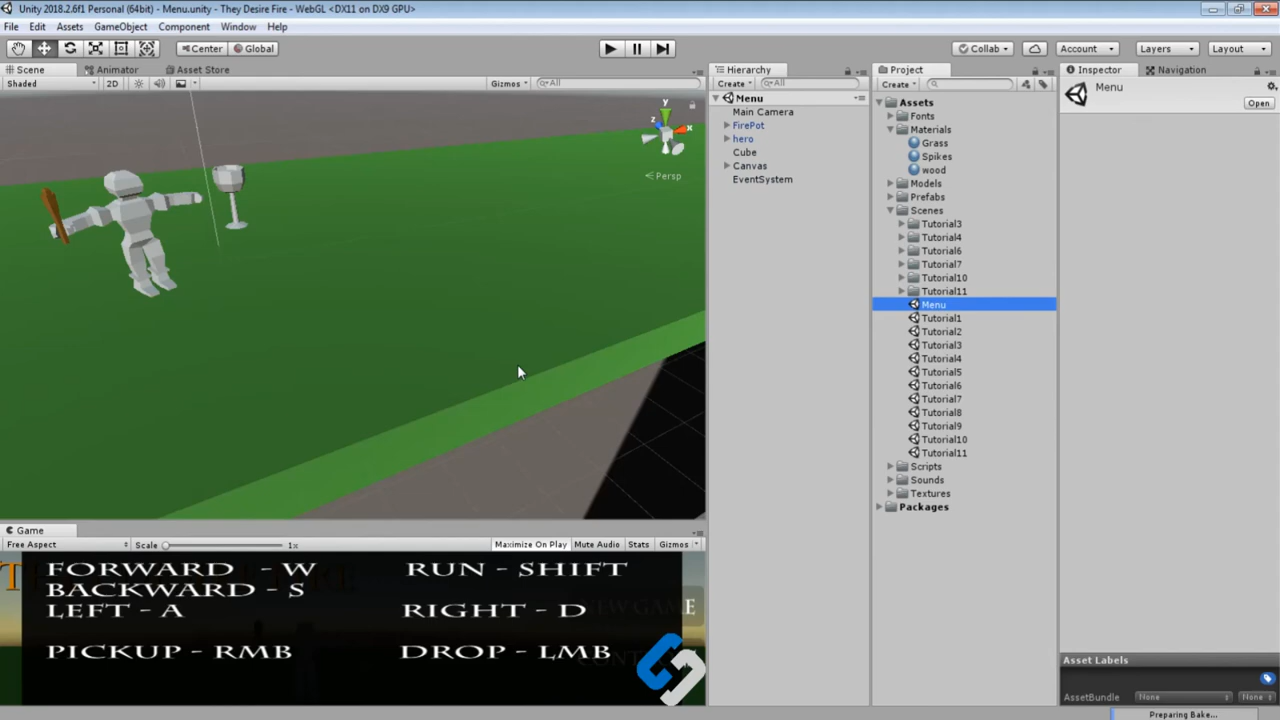 Unity 2018.2.6f1 Personal (64bit) - Menu.unity - They Desire Fire - WebGL <DX11 on DX9 GPU>
File Edit Assets GameObject Component Window Help
Center Global Collab Account Layers Layout
Scene Animator Asset Store
Shaded 2D Gizmos All
y
z
x
Persp
Hierarchy
Create All
Menu
Main Camera
FirePot
hero
Cube
Canvas
EventSystem
Project
Create
Assets
Fonts
Materials
Grass
Spikes
wood
Models
Prefabs
Scenes
Tutorial3
Tutorial4
Tutorial6
Tutorial7
Tutorial10
Tutorial11
Menu
Tutorial1
Tutorial2
Tutorial3
Tutorial4
Tutorial5
Tutorial6
Tutorial7
Tutorial8
Tutorial9
Tutorial10
Tutorial11
Scripts
Sounds
Textures
Packages
Inspector Navigation
Menu
Open
Game
Free Aspect Scale 1x Maximize On Play Mute Audio Stats Gizmos
FORWARD - W RUN - SHIFT
BACKWARD - S
LEFT - A RIGHT - D
PICKUP - RMB DROP - LMB
NEW GAME
Asset Labels
AssetBundle None None
Preparing Bake...